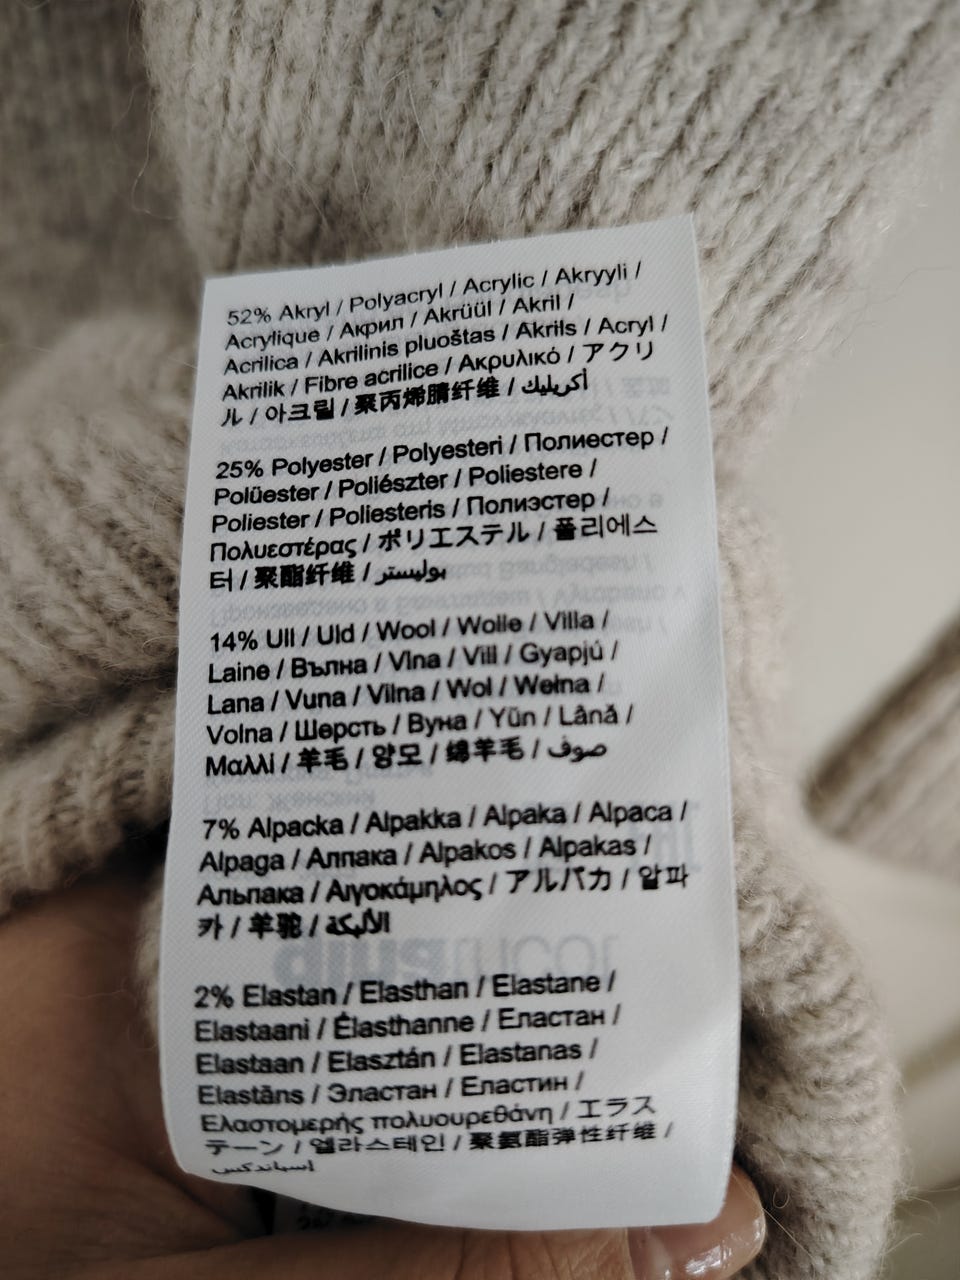 52% Akryl / Polyacryl / Acrylic / Akryyli /
Acrylique / Акрил / Akrüül / Akril /
Acrilica / Akrilinis pluoštas / Akrils / Acryl /
Akrilik / Fibre acrilice / Ακρυλικό / アクリ
ル / 아크릴 / 聚丙烯腈纤维 / أكريليك
25% Polyester / Polyesteri / Полиестер /
Polüester / Poliészter / Poliestere /
Poliester / Poliesteris / Полиэстер /
Πολυεστέρας / ポリエステル / 폴리에스
터 / 聚酯纤维 / بوليستر
14% Ull / Uld / Wool / Wolle / Villa /
Laine / Вълна / Vlna / Vill / Gyapjú /
Lana / Vuna / Vilna / Wol / Wełna /
Volna / Шерсть / Вуна / Yün / Lână /
Μαλλί / 羊毛 / 양모 / 绵羊毛 / صوف
7% Alpacka / Alpakka / Alpaka / Alpaca /
Alpaga / Алпака / Alpakos / Alpakas /
Альпака / Αιγοκάμηλος / アルパカ / 알파
카 / 羊驼 / الألبكة
2% Elastan / Elasthan / Elastane /
Elastaani / Élasthanne / Еластан /
Elastaan / Elasztán / Elastanas /
Elastāns / Эластан / Еластин /
Ελαστομερής πολυουρεθάνη / エラス
テーン / 엘라스테인 / 聚氨酯弹性纤维 /
إسباندكس